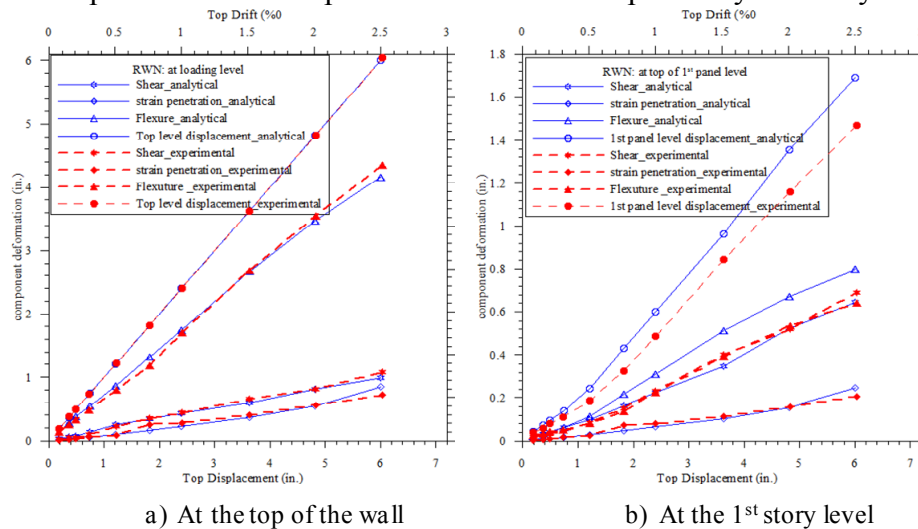 Top Drift (%0
0 0.5 1 1.5 2 2.5 3
RWN: at loading level
Shear_analytical
strain penetration_analytical
Flexure_analytical
Top level displacement_analytical
Shear_experimental
strain penetration_experimental
Flexuture _experimental
Top level displacement_experimental
component deformation (in.)
6
5
4
3
2
1
0
0 1 2 3 4 5 6 7
Top Displacement (in.)
a) At the top of the wall
Top Drift (%0
0 0.5 1 1.5 2 2.5
RWN: at top of 1st panel level
Shear_analytical
strain penetration_analytical
Flexure_analytical
1st panel level displacement_analytical
Shear_experimental
strain penetration_experimental
Flexuture _experimental
1st panel level displacement_experimental
component deformation (in.)
1.8
1.6
1.4
1.2
1
0.8
0.6
0.4
0.2
0
0 1 2 3 4 5 6 7
Top Displacement (in.)
b) At the 1st story level